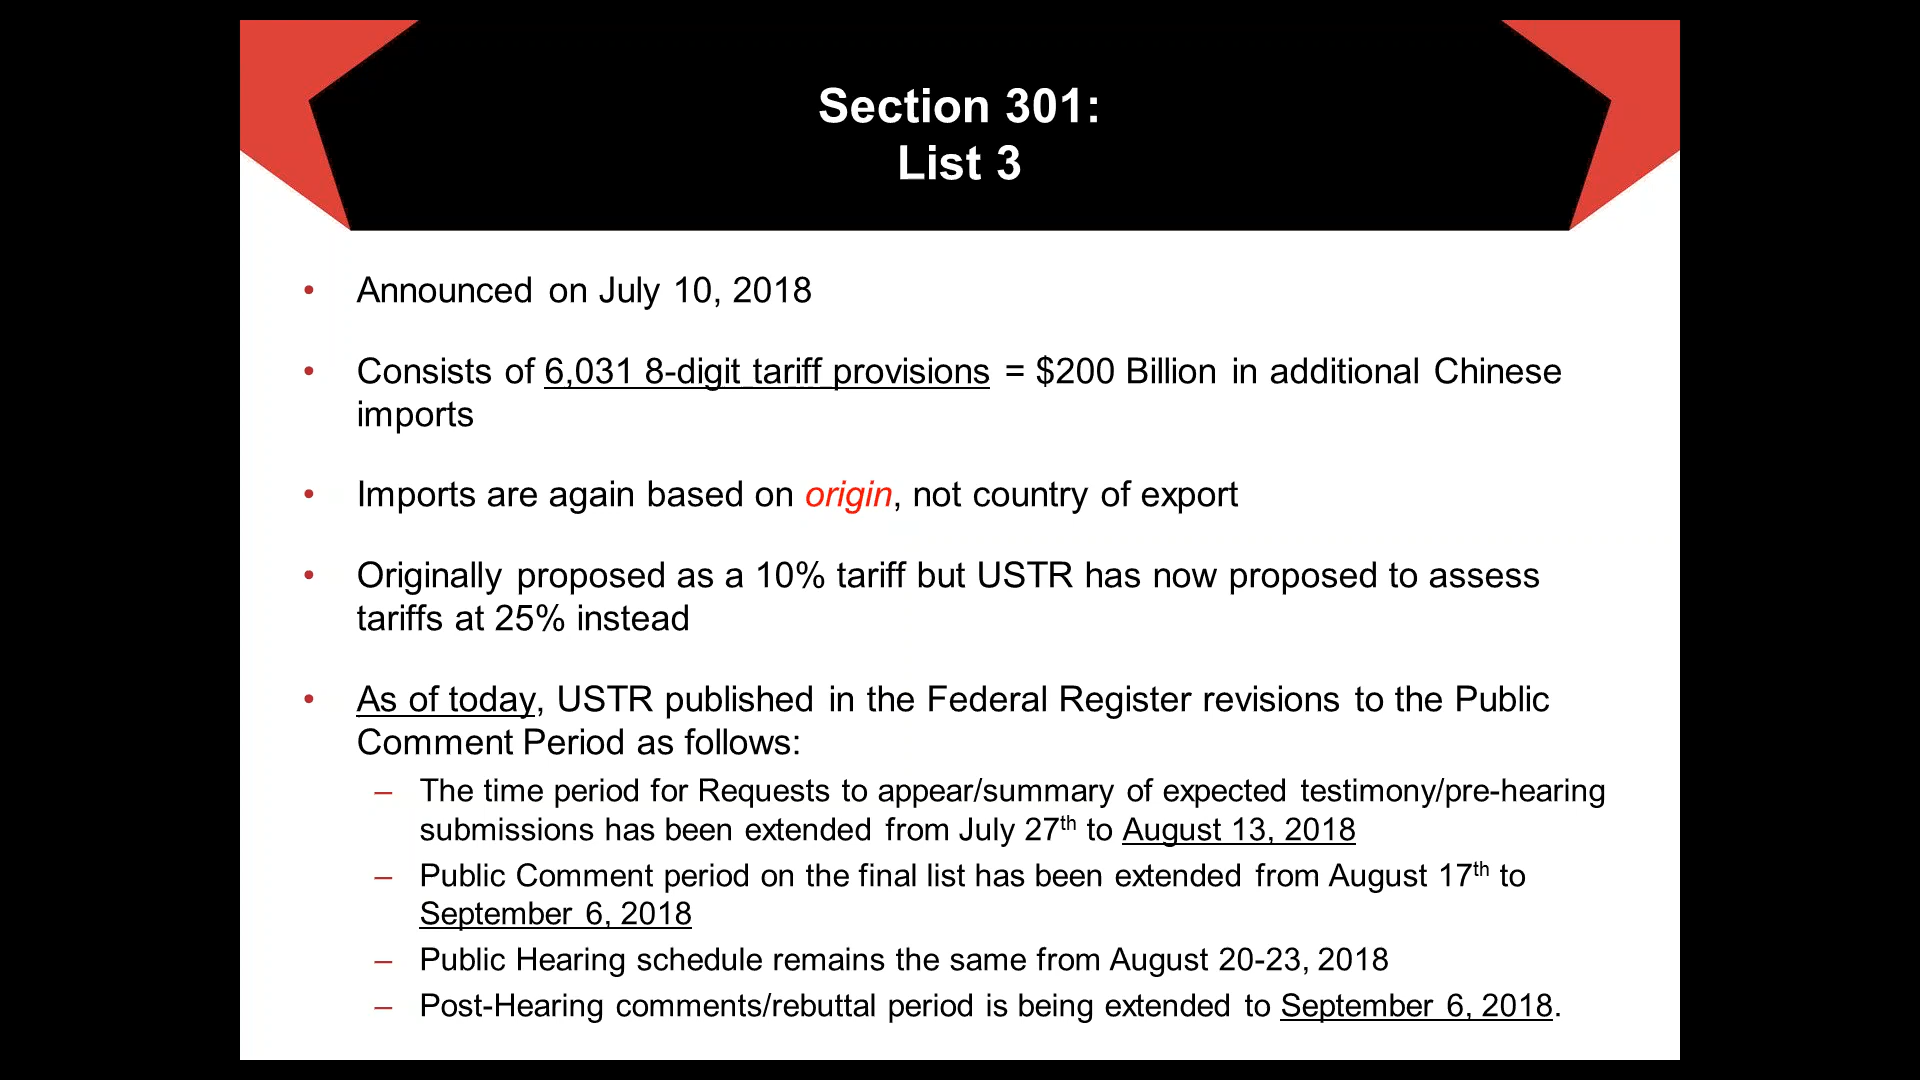 Section 301:
List 3
• Announced on July 10, 2018
• Consists of 6,031 8-digit tariff provisions = $200 Billion in additional Chinese
imports
• Imports are again based on origin, not country of export
• Originally proposed as a 10% tariff but USTR has now proposed to assess
tariffs at 25% instead
• As of today, USTR published in the Federal Register revisions to the Public
Comment Period as follows:
– The time period for Requests to appear/summary of expected testimony/pre-hearing
submissions has been extended from July 27th to August 13, 2018
– Public Comment period on the final list has been extended from August 17th to
September 6, 2018
– Public Hearing schedule remains the same from August 20-23, 2018
– Post-Hearing comments/rebuttal period is being extended to September 6, 2018.